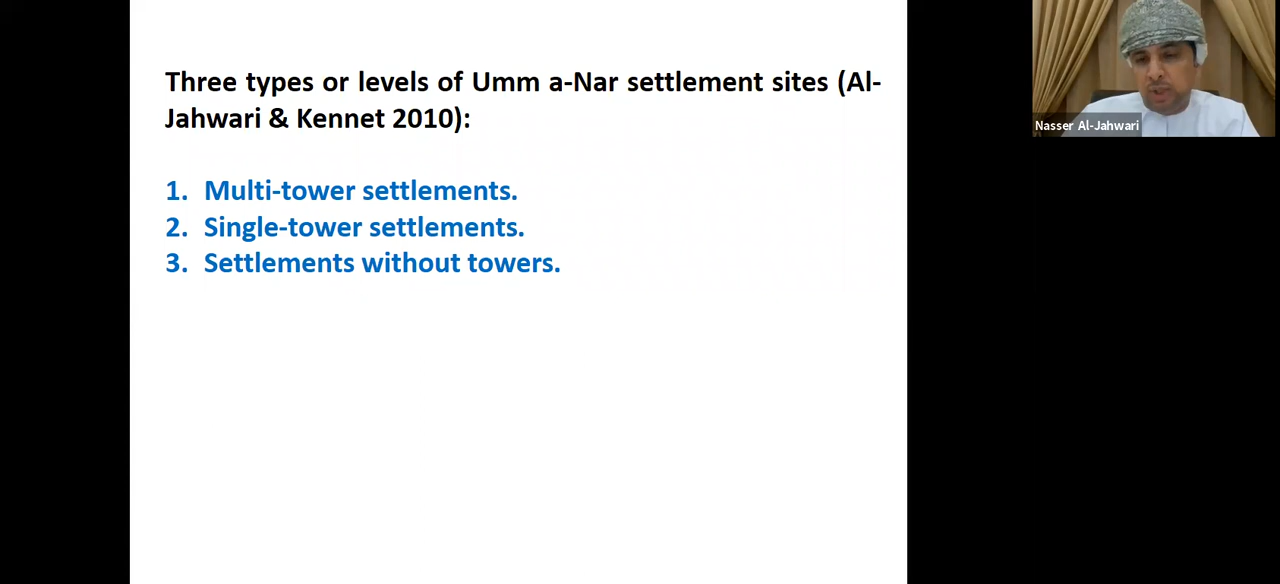 Three types or levels of Umm a-Nar settlement sites (Al-
Jahwari & Kennet 2010):
1. Multi-tower settlements.
2. Single-tower settlements.
3. Settlements without towers.
Nasser Al-Jahwari